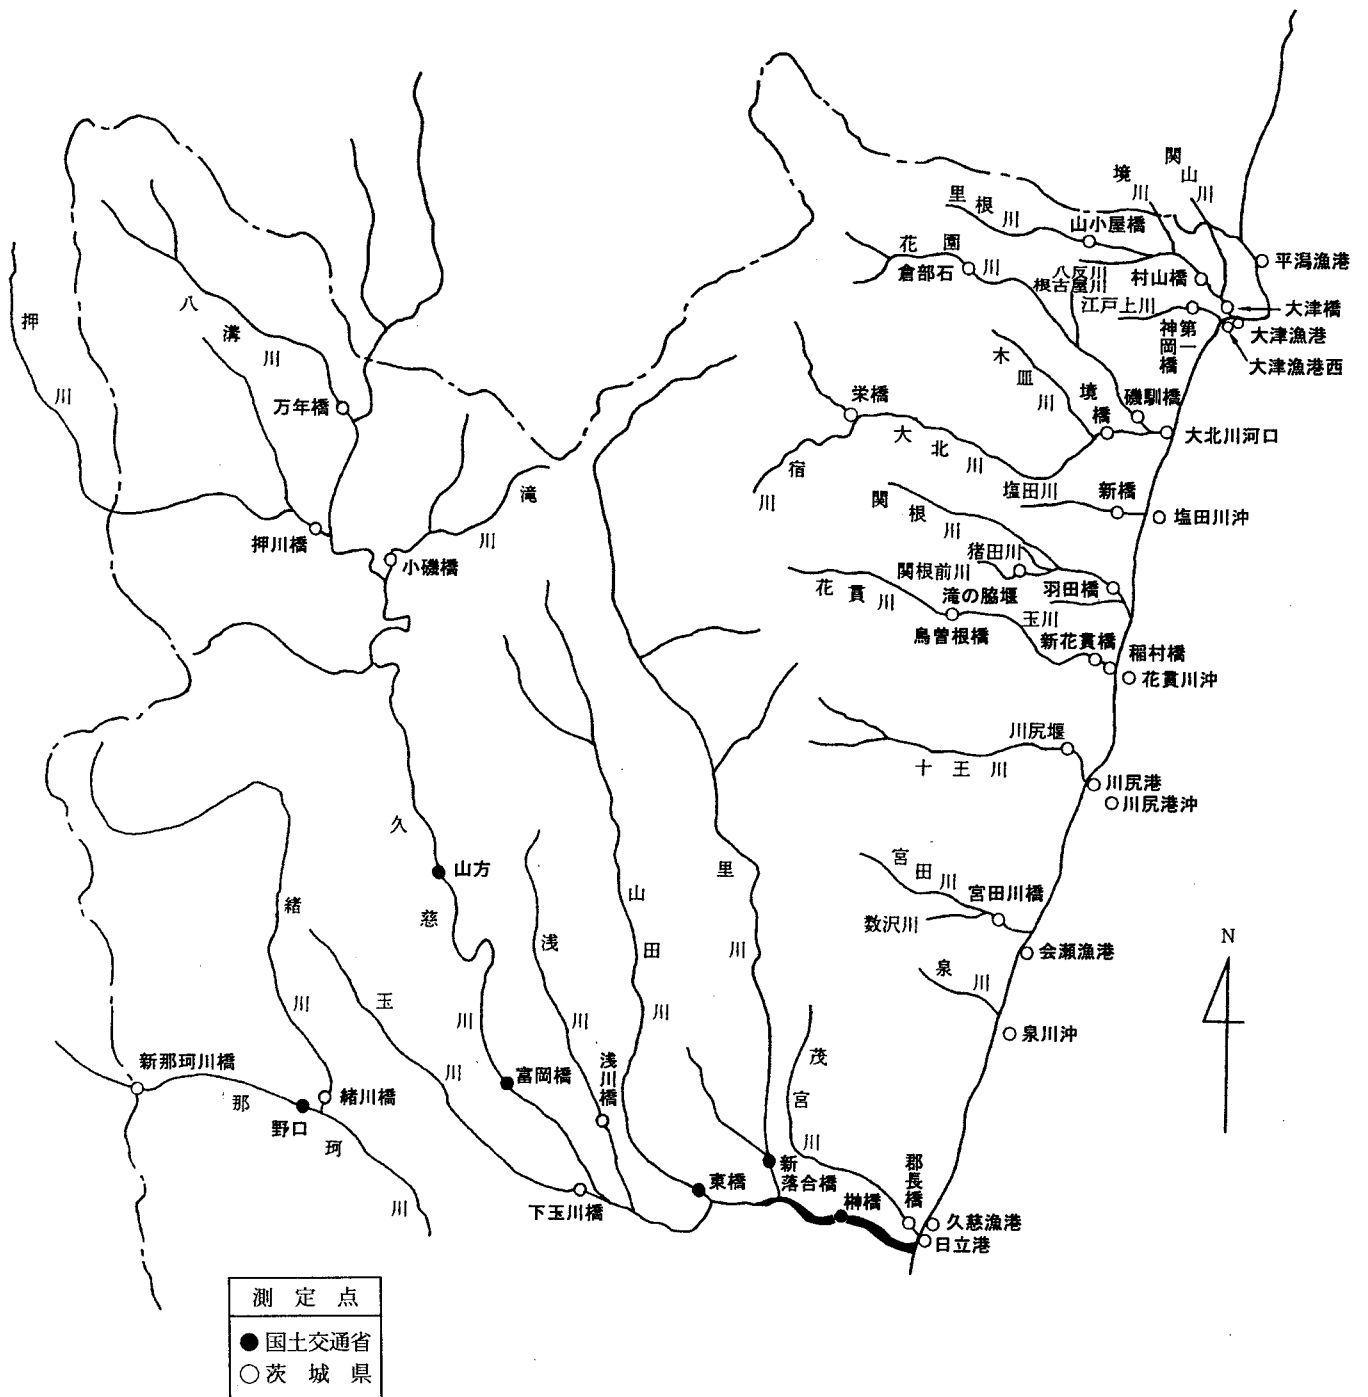 関山川
境川
里根川
山小屋橋
花園川
倉部石
八反川
根古屋川
村山橋
平潟漁港
江戸上川
大津橋
神岡第一橋
大津漁港
大津漁港西
押川
八溝川
万年橋
木皿川
境橋
磯馴橋
栄橋
大北川
大北川河口
宿川
滝川
塩田川
新橋
塩田川沖
押川橋
小磯橋
関根川
猪田川
関根前川
羽田橋
花貫川
滝の脇堰
玉川
鳥曽根橋
新花貫橋
稲村橋
花貫川沖
川尻堰
十王川
川尻港
川尻港沖
久慈川
山方
里川
宮田川
宮田川橋
数沢川
緒川
山田川
浅川
会瀬漁港
泉川
N
玉川
泉川沖
茂宮川
新那珂川橋
緒川橋
富岡橋
浅川橋
那珂川
野口
新落合橋
郡長橋
東橋
榊橋
下玉川橋
久慈漁港
日立港
測定点
●国土交通省
○茨城県